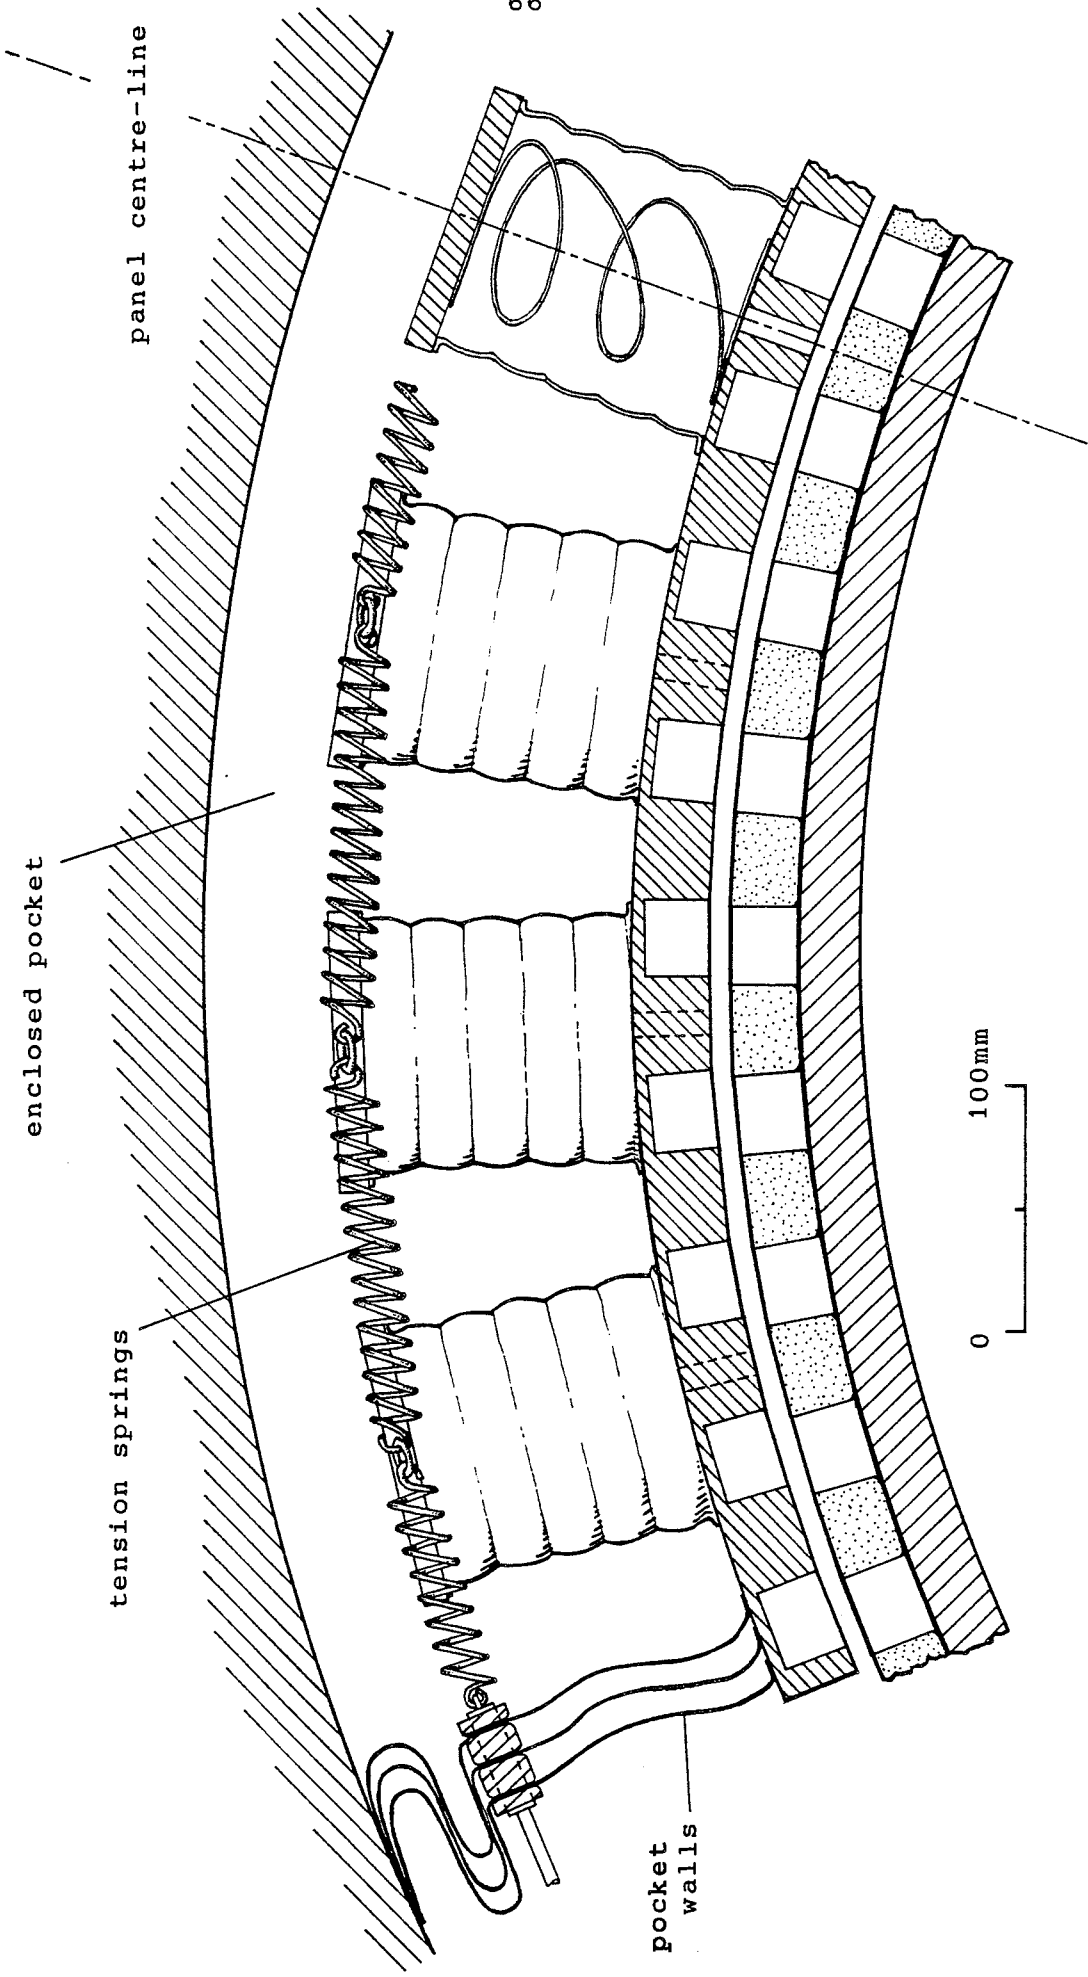 enclosed pocket
panel centre-line
tension springs
pocket
walls
0
100mm